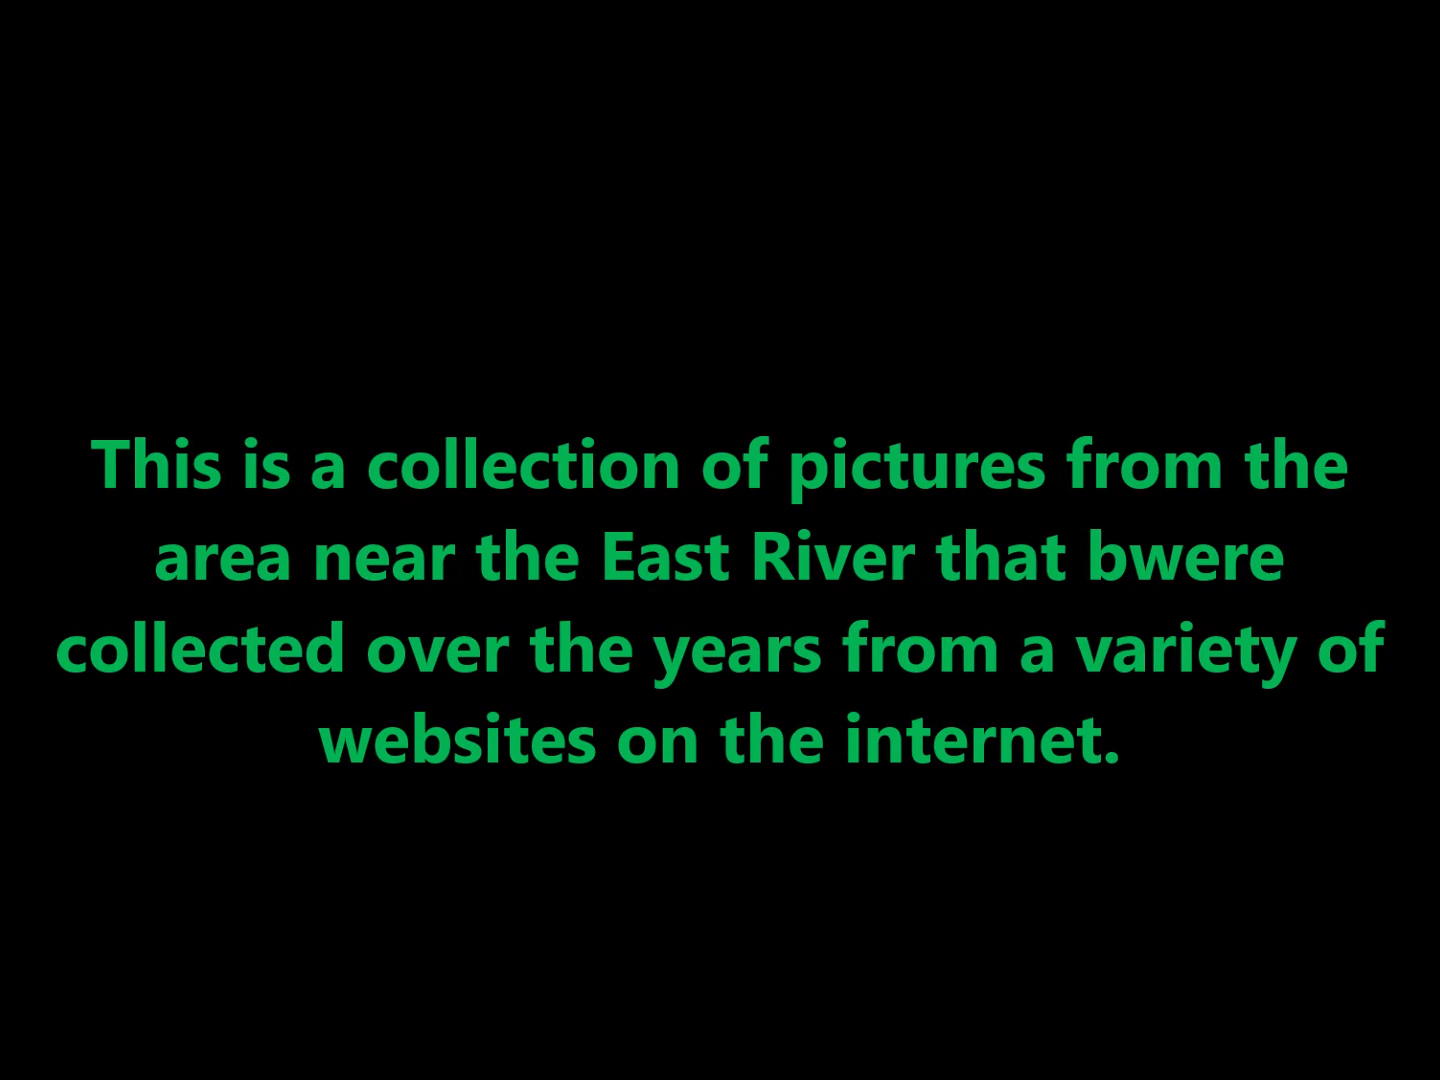 This is a collection of pictures from the
area near the East River that bwere
collected over the years from a variety of
websites on the internet.